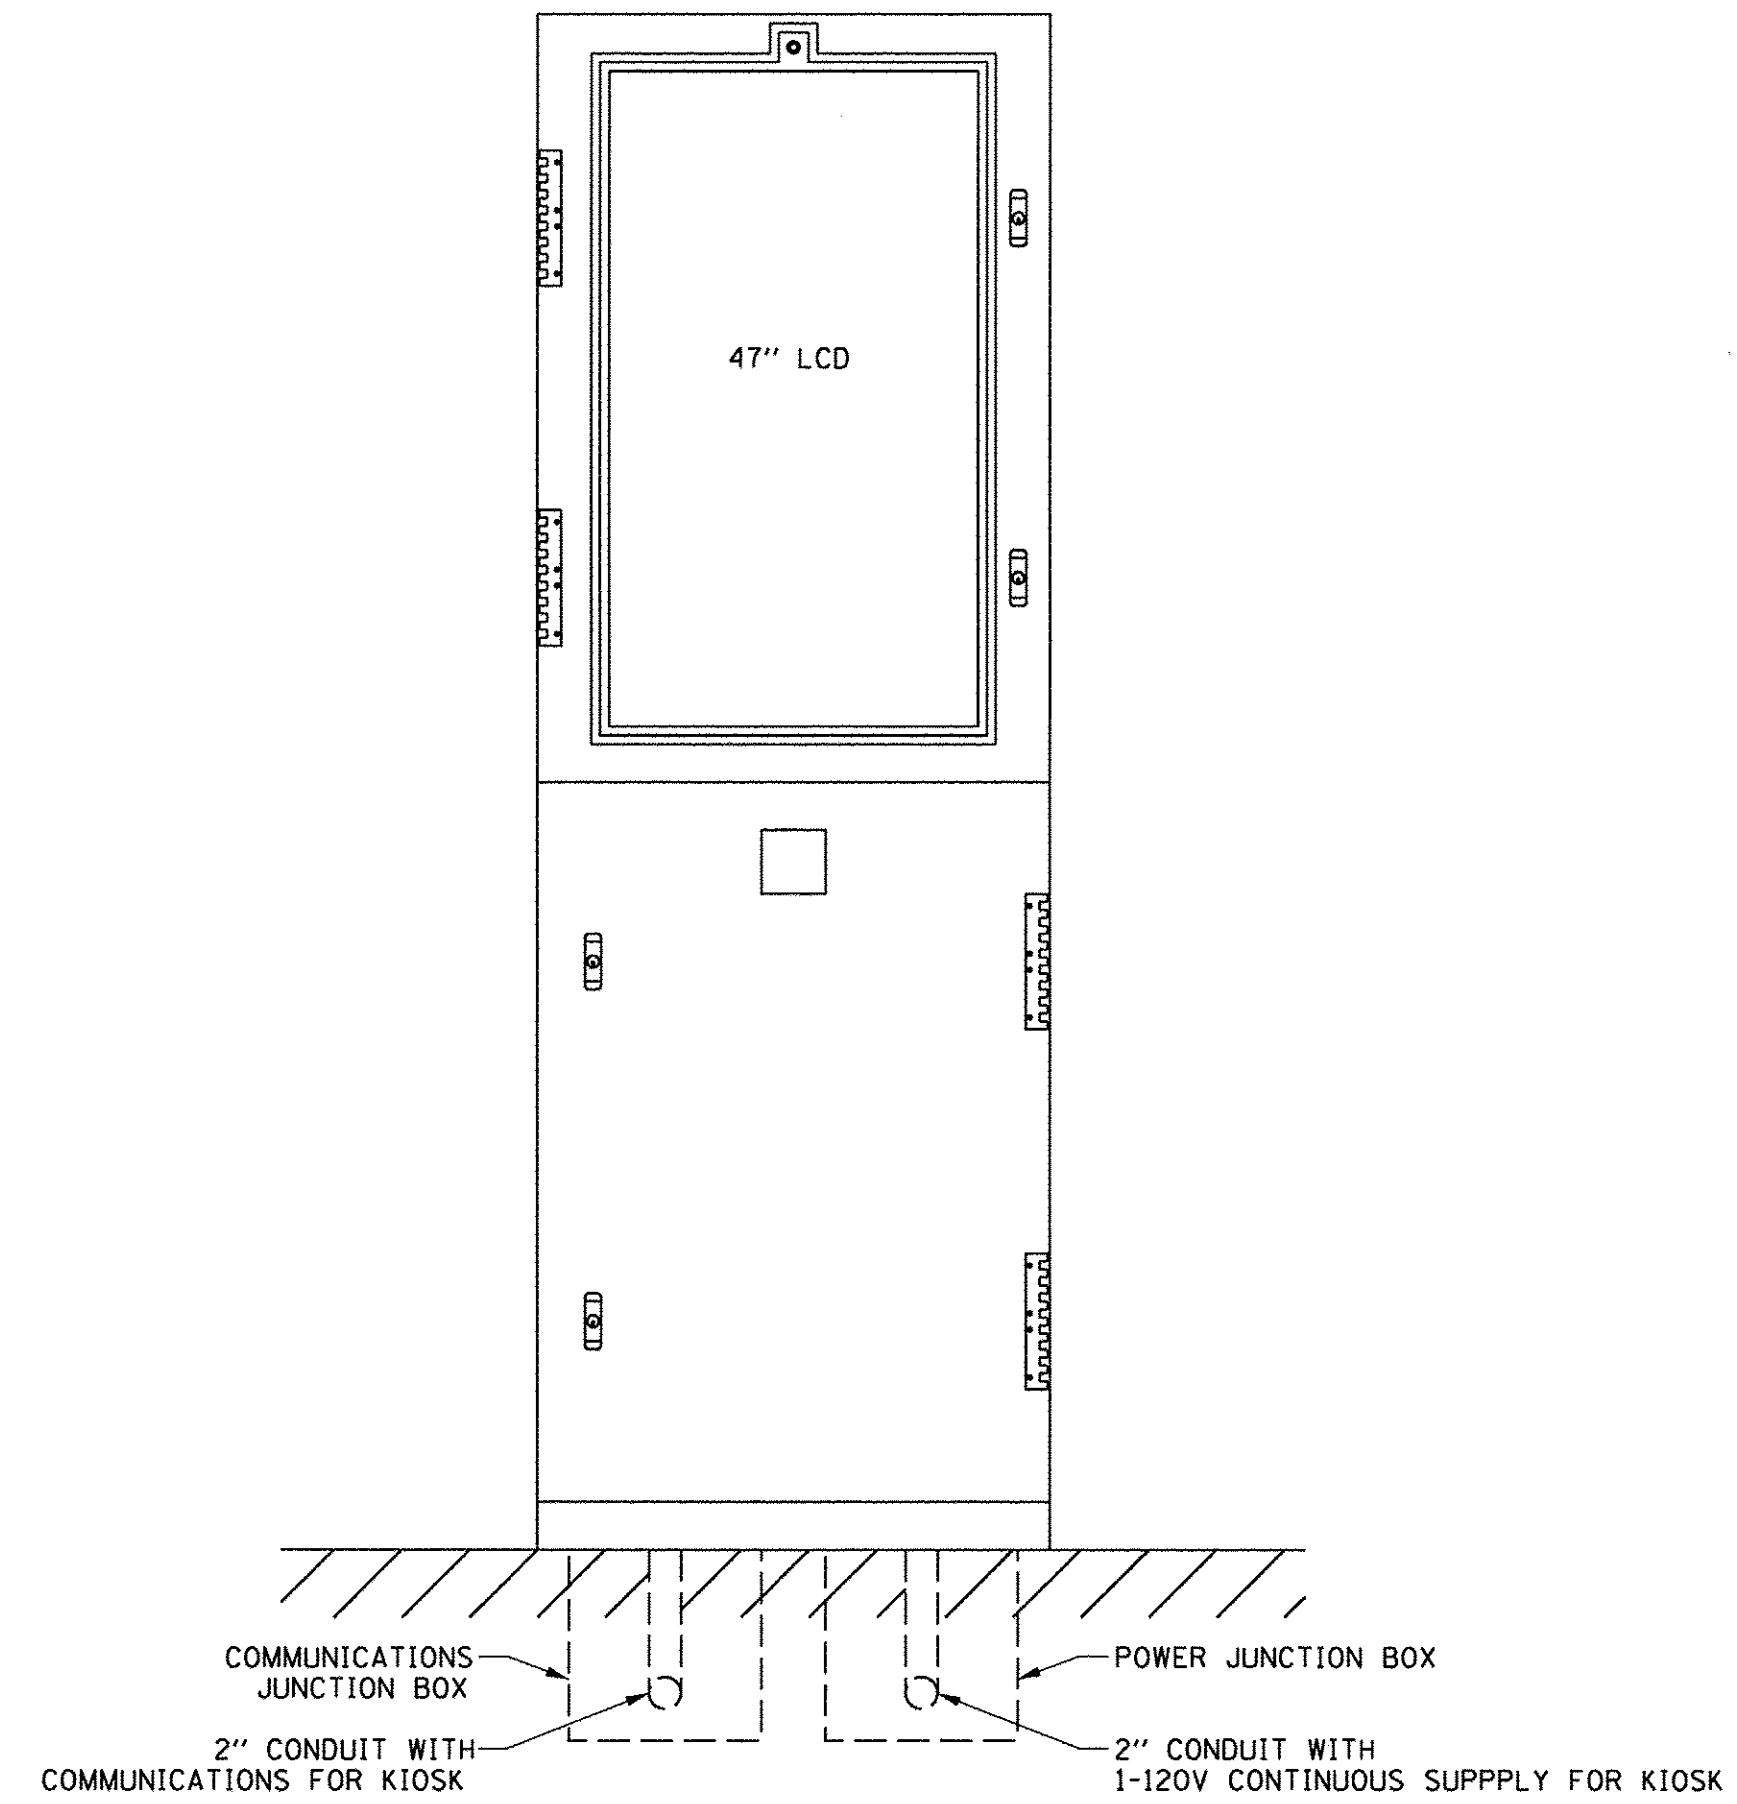 47" LCD
COMMUNICATIONS
JUNCTION BOX
POWER JUNCTION BOX
2" CONDUIT WITH
COMMUNICATIONS FOR KIOSK
2" CONDUIT WITH
1-120V CONTINUOUS SUPPPLY FOR KIOSK